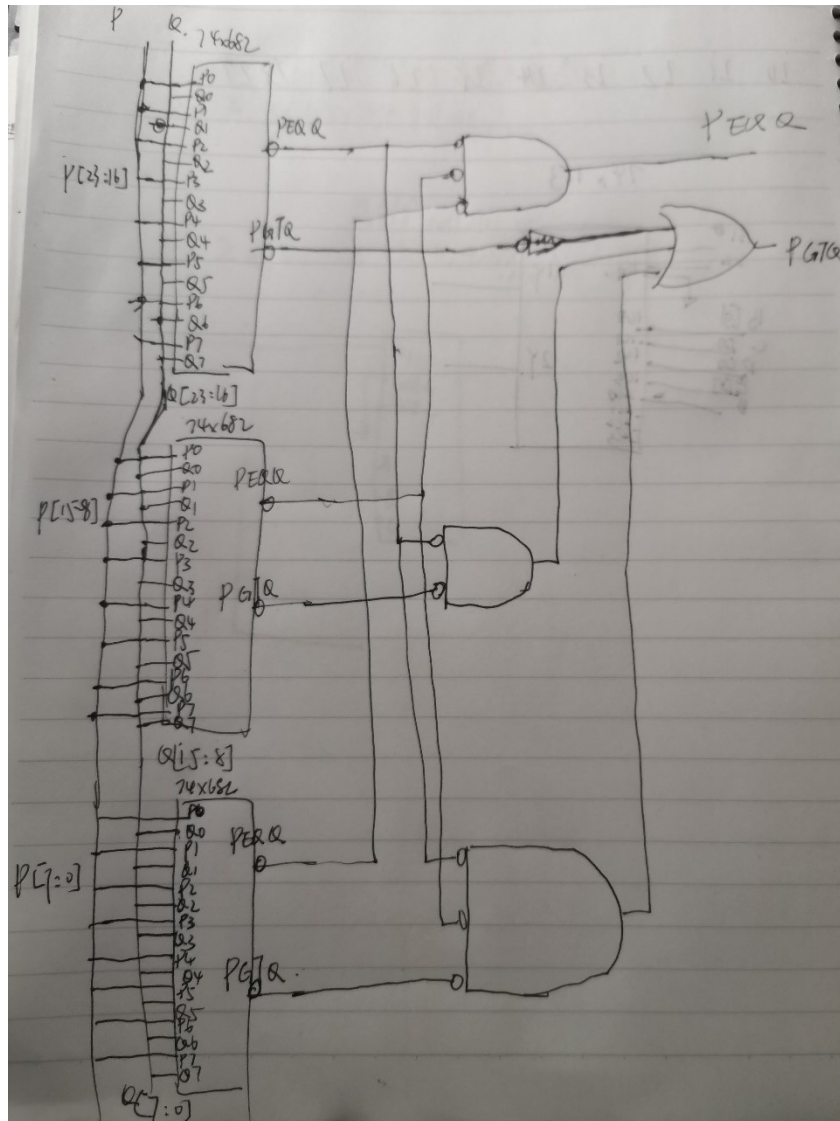 P Q.
74x682
P0
Q0
P1
Q1
P2
Q2
P3
Q3
P4
Q4
P5
Q5
P6
Q6
P7
Q7
P[23:16]
Q[23:16]
PEQQ
PGTQ
PEQQ
PGTQ
74x682
P0
Q0
P1
Q1
P2
Q2
P3
Q3
P4
Q4
P5
Q5
P6
Q6
P7
Q7
P[15:8]
Q[15:8]
PEQQ
PGTQ
74x682
P0
Q0
P1
Q1
P2
Q2
P3
Q3
P4
Q4
P5
Q5
P6
Q6
P7
Q7
P[7:0]
Q[7:0]
PEQQ
PGTQ.